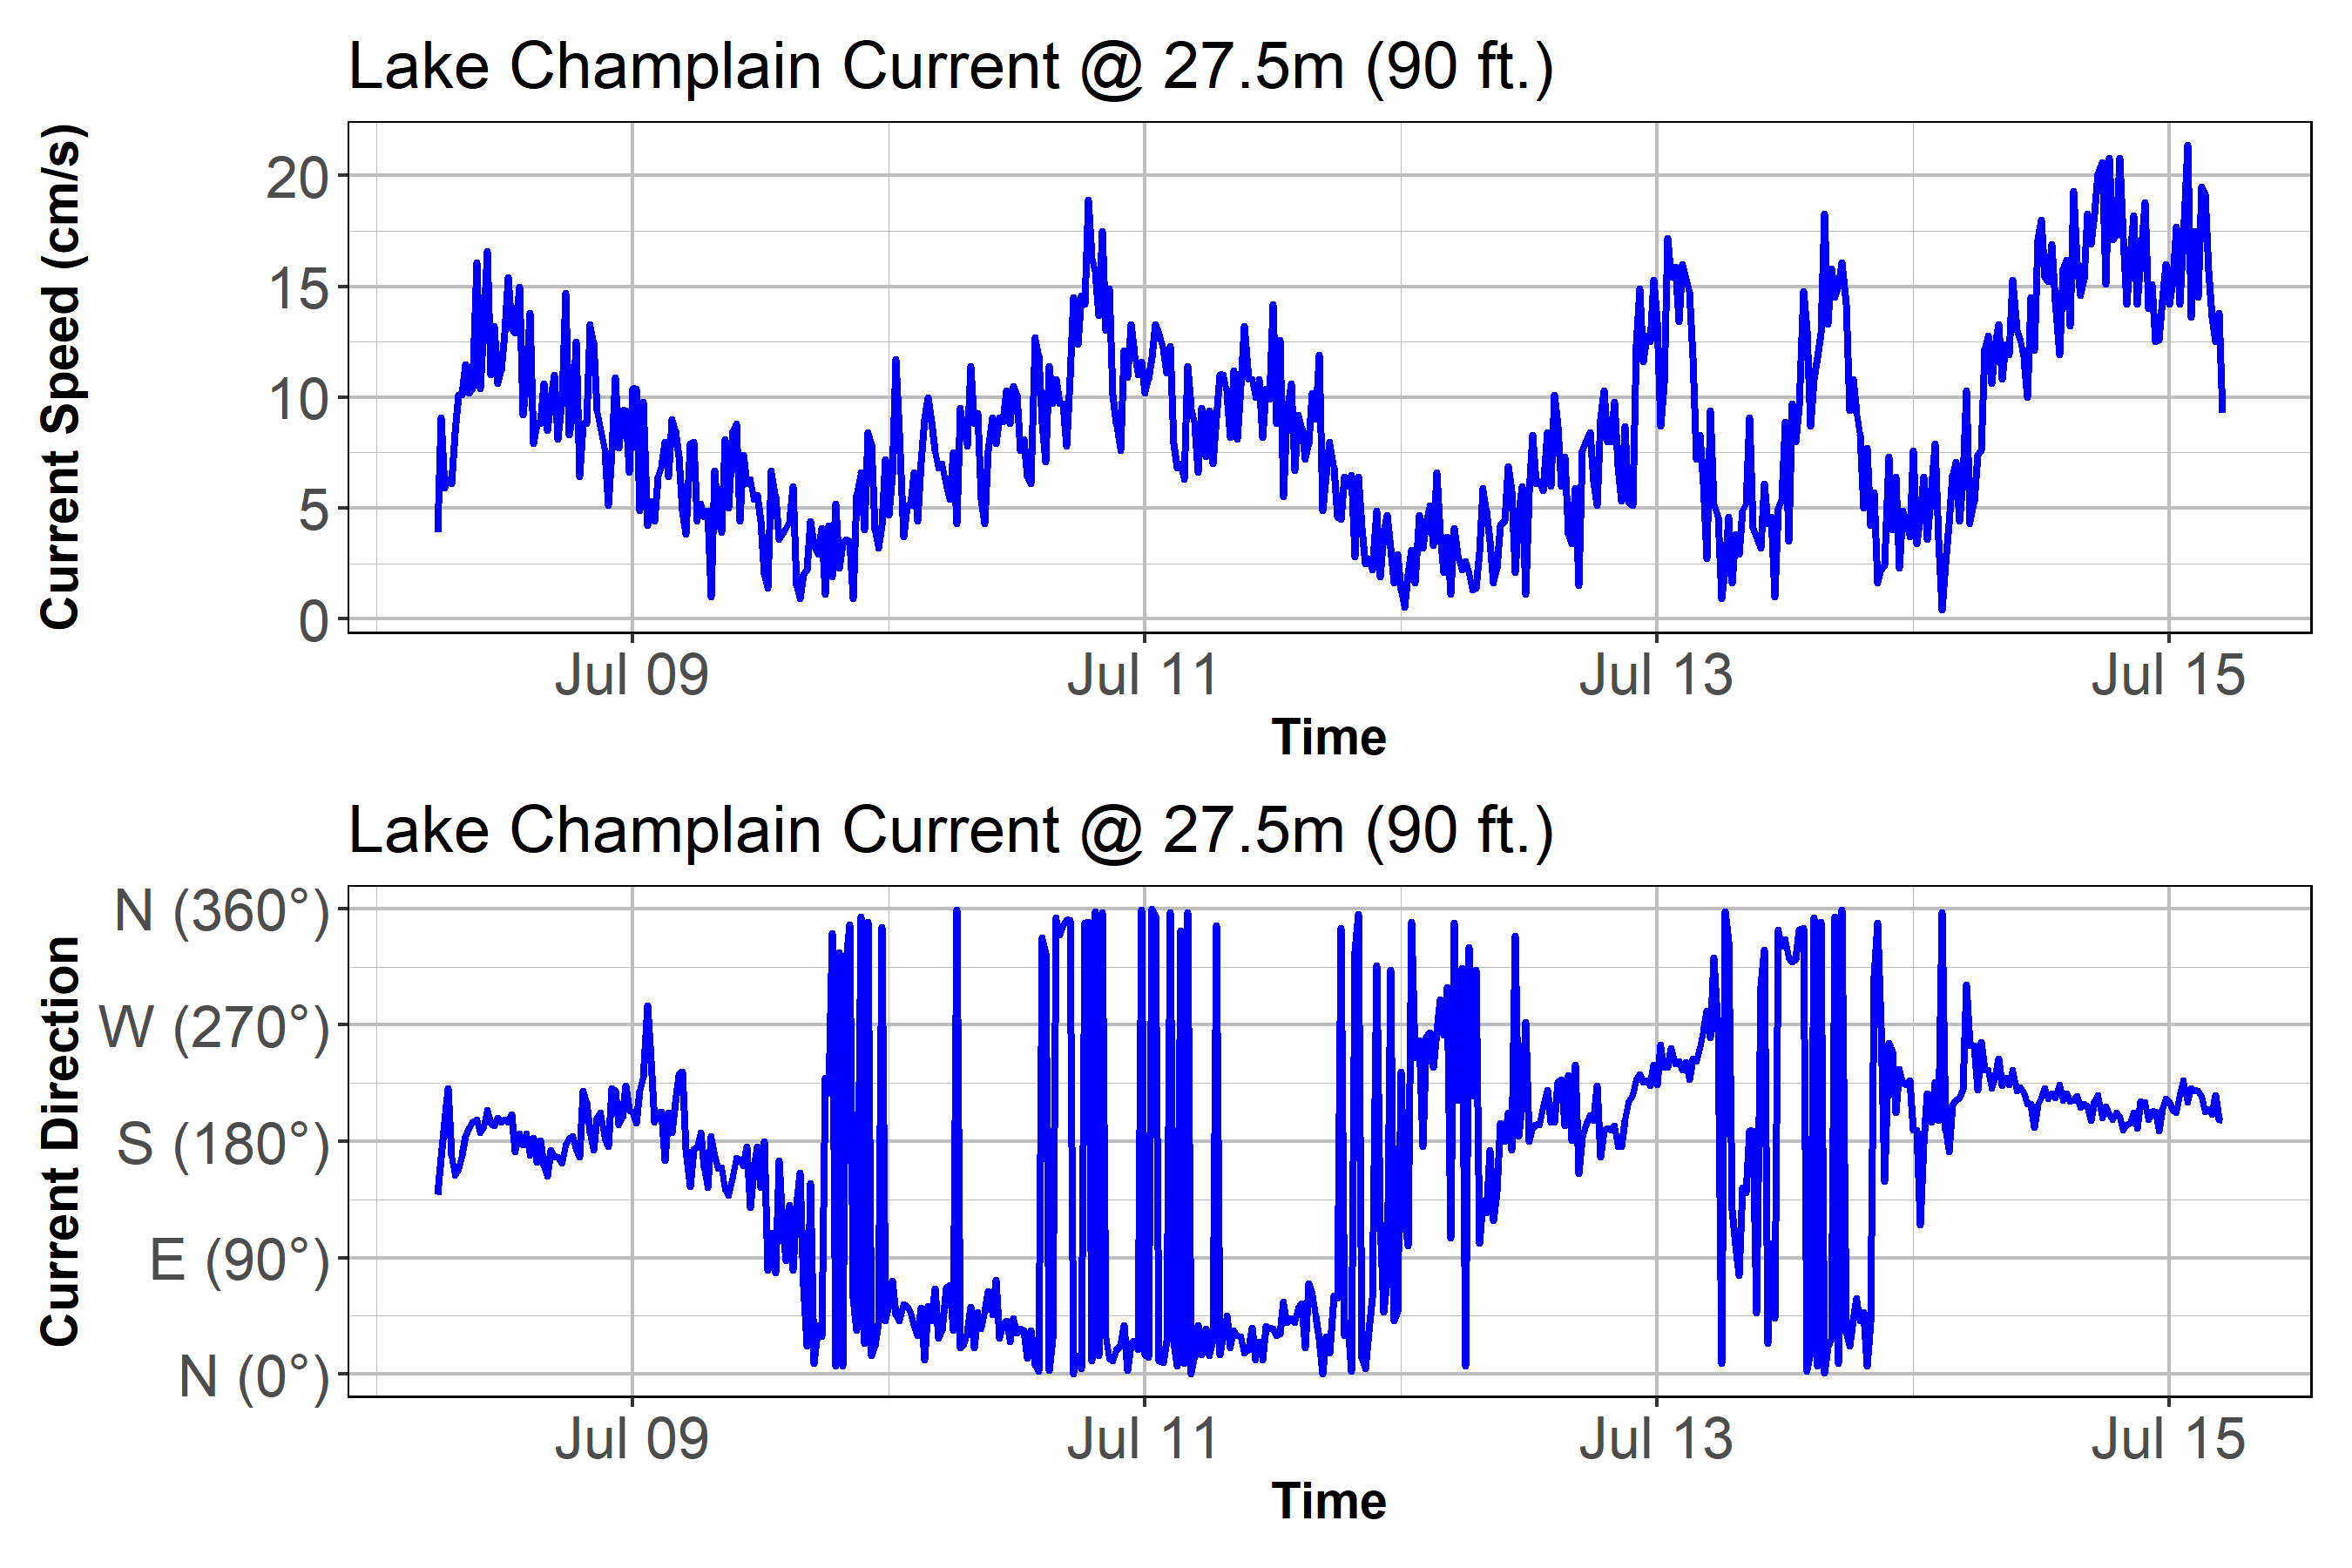 Lake Champlain Current @ 27.5m (90 ft.)
Current Speed (cm/s)
20
15
10
5
0
Jul 09 Jul 11 Jul 13 Jul 15
Time
Lake Champlain Current @ 27.5m (90 ft.)
Current Direction
N (360°)
W (270°)
S (180°)
E (90°)
N (0°)
Jul 09 Jul 11 Jul 13 Jul 15
Time